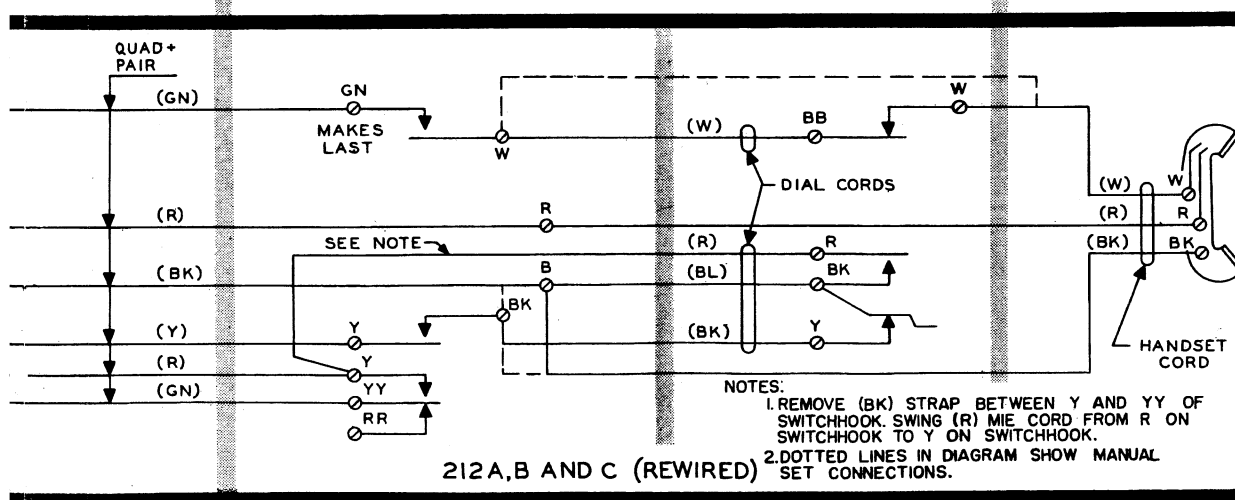 QUAD+
PAIR
(GN)
GN
MAKES
LAST
W
(W)
BB
W
DIAL CORDS
(W)
W
(R)
R
(R)
R
SEE NOTE
(R)
R
(BK)
BK
(BK)
B
(BL)
BK
BK
(Y)
Y
(BK)
Y
HANDSET
CORD
(R)
Y
(GN)
YY
RR
NOTES:
1. REMOVE (BK) STRAP BETWEEN Y AND YY OF
SWITCHHOOK. SWING (R) MIE CORD FROM R ON
SWITCHHOOK TO Y ON SWITCHHOOK.
2. DOTTED LINES IN DIAGRAM SHOW MANUAL
SET CONNECTIONS.
212A,B AND C (REWIRED)